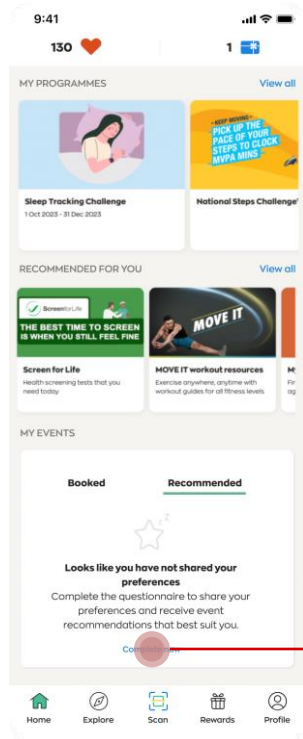 9:41
130
1
MY PROGRAMMES
View all
KEEP MOVING
PICK UP THE
PACE OF YOUR
STEPS TO CLOCK
MVPA MINS
Sleep Tracking Challenge
1 Oct 2023 - 31 Dec 2023
National Steps Challenge
RECOMMENDED FOR YOU
View all
ScreenforLife
THE BEST TIME TO SCREEN
IS WHEN YOU STILL FEEL FINE
MOVE IT
Screen for Life
Health screening tests that you
need today
MOVE IT workout resources
Exercise anywhere, anytime with
workout guides for all fitness levels
MY EVENTS
Booked
Recommended
Looks like you have not shared your
preferences
Complete the questionnaire to share your
preferences and receive event
recommendations that best suit you.
Complete now
Home
Explore
Scan
Rewards
Profile